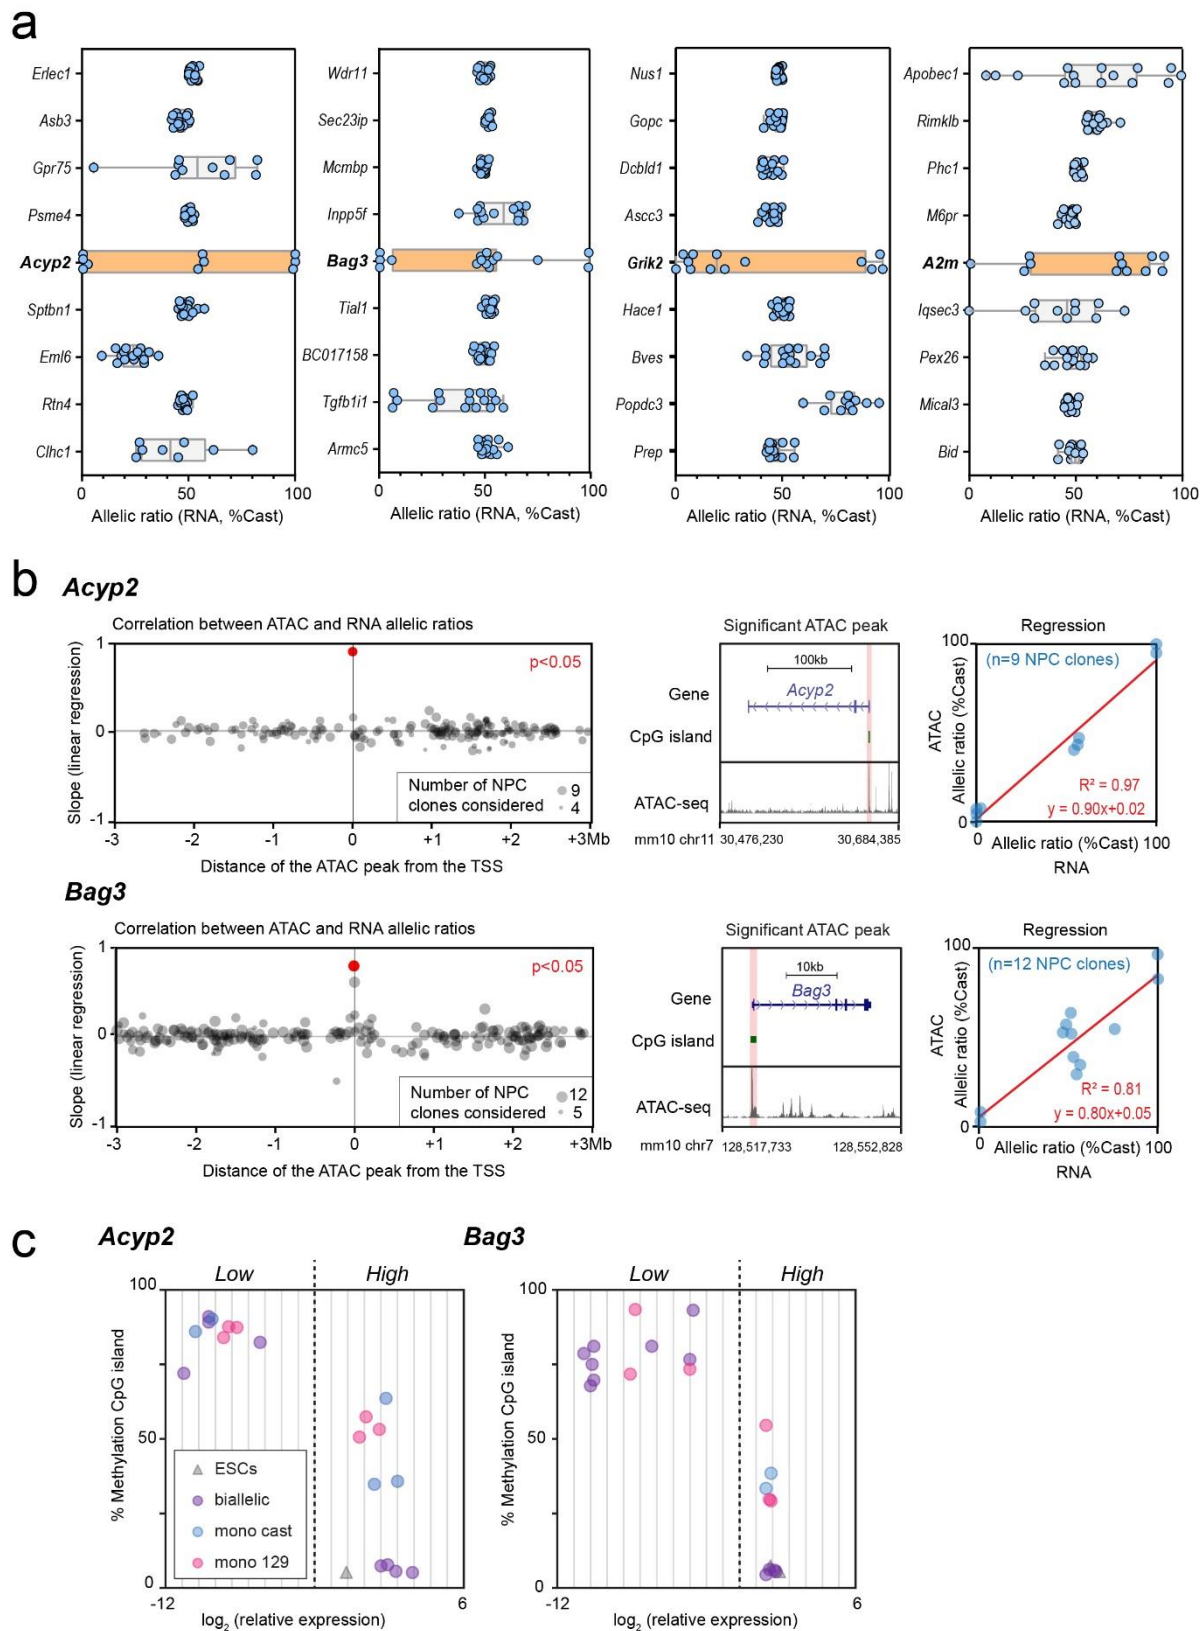 a
Erlec1
Asb3
Gpr75
Psme4
Acyp2
Sptbn1
Eml6
Rtn4
Clhc1
0 50 100
Allelic ratio (RNA, %Cast)
Wdr11
Sec23ip
Mcmbp
Inpp5f
Bag3
Tial1
BC017158
Tgfb1i1
Armc5
0 50 100
Allelic ratio (RNA, %Cast)
Nus1
Gopc
Dcbld1
Ascc3
Grik2
Hace1
Bves
Popdc3
Prep
0 50 100
Allelic ratio (RNA, %Cast)
Apobec1
Rimklb
Phc1
M6pr
A2m
Iqsec3
Pex26
Mical3
Bid
0 50 100
Allelic ratio (RNA, %Cast)
b
Acyp2
Correlation between ATAC and RNA allelic ratios
Slope (linear regression)
1
0
-1
p<0.05
Number of NPC
clones considered
9
4
-3 -2 -1 0 +1 +2 +3Mb
Distance of the ATAC peak from the TSS
Significant ATAC peak
100kb
Gene
Acyp2
CpG island
ATAC-seq
mm10 chr11 30,476,230 30,684,385
Regression
100
(n=9 NPC clones)
ATAC
Allelic ratio (%Cast)
R² = 0.97
y = 0.90x+0.02
0
0 Allelic ratio (%Cast) 100
RNA
Bag3
Correlation between ATAC and RNA allelic ratios
Slope (linear regression)
1
0
-1
p<0.05
Number of NPC
clones considered
12
5
-3 -2 -1 0 +1 +2 +3Mb
Distance of the ATAC peak from the TSS
Significant ATAC peak
10kb
Gene
Bag3
CpG island
ATAC-seq
mm10 chr7 128,517,733 128,552,828
Regression
100
(n=12 NPC clones)
ATAC
Allelic ratio (%Cast)
R² = 0.81
y = 0.80x+0.05
0
0 Allelic ratio (%Cast) 100
RNA
c
Acyp2
Low High
% Methylation CpG island
100
50
0
ESCs
biallelic
mono cast
mono 129
-12 6
log2 (relative expression)
Bag3
Low High
% Methylation CpG island
100
50
0
-12 6
log2 (relative expression)